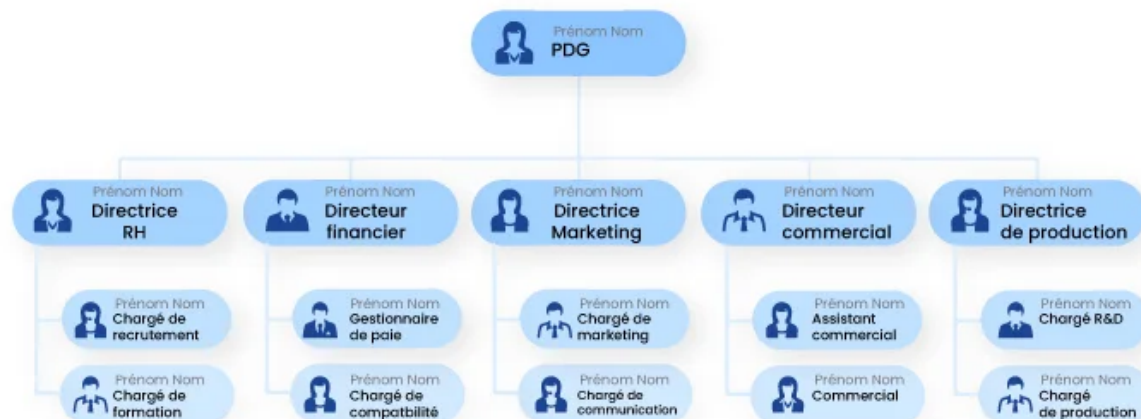 Prénom Nom
PDG
Prénom Nom
Directrice
RH
Prénom Nom
Directeur
financier
Prénom Nom
Directrice
Marketing
Prénom Nom
Directeur
commercial
Prénom Nom
Directrice
de production
Prénom Nom
Chargé de
recrutement
Prénom Nom
Gestionnaire
de paie
Prénom Nom
Chargé de
marketing
Prénom Nom
Assistant
commercial
Prénom Nom
Chargé R&D
Prénom Nom
Chargé de
formation
Prénom Nom
Chargé de
compatbilité
Prénom Nom
Chargé de
communication
Prénom Nom
Commercial
Prénom Nom
Chargé
de production